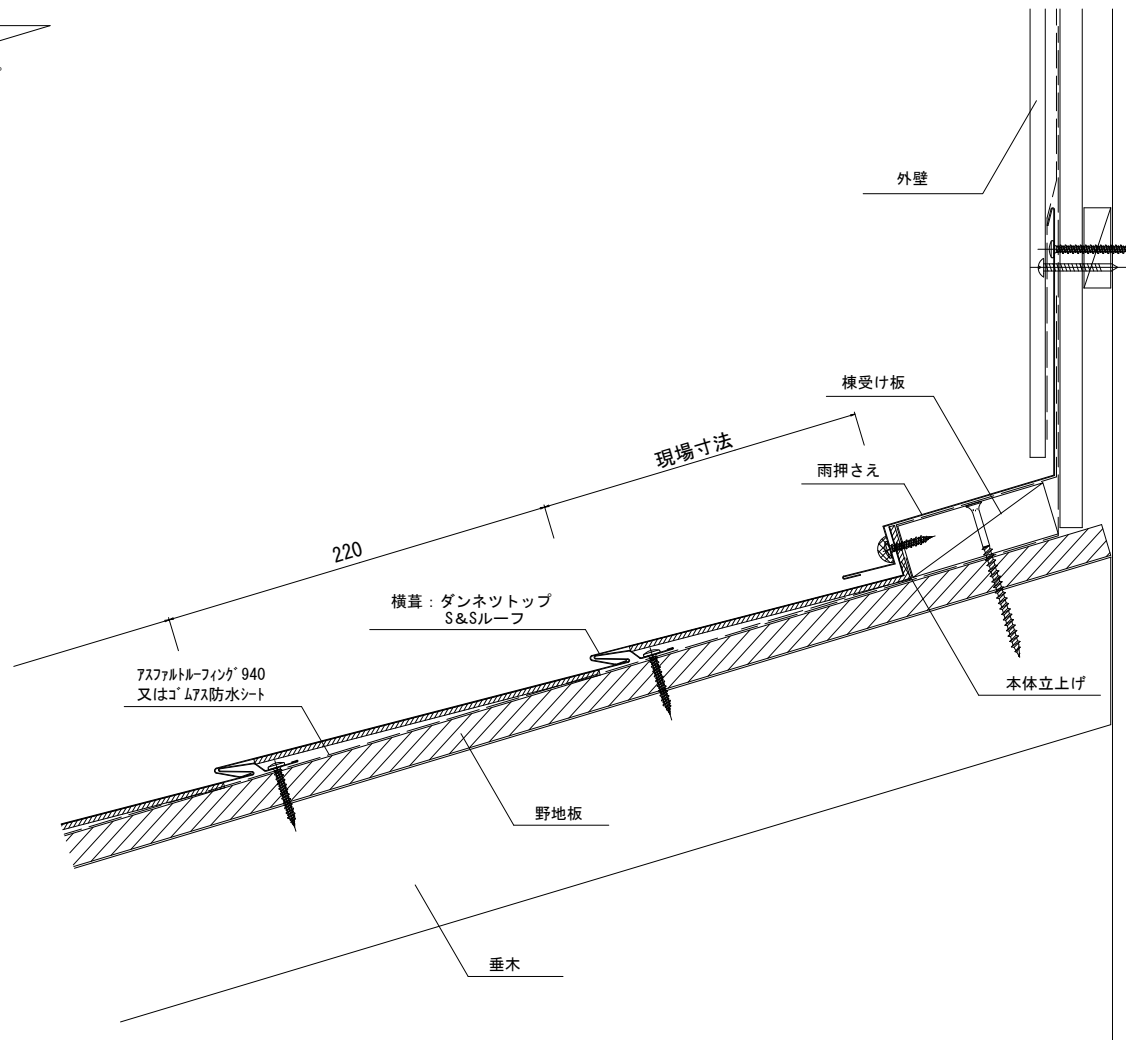 外壁
棟受け板
現場寸法
雨押さえ
220
横葺：ダンネツトップ
S&Sルーフ
アスファルトルーフィング940
又はゴムアス防水シート
本体立上げ
野地板
垂木